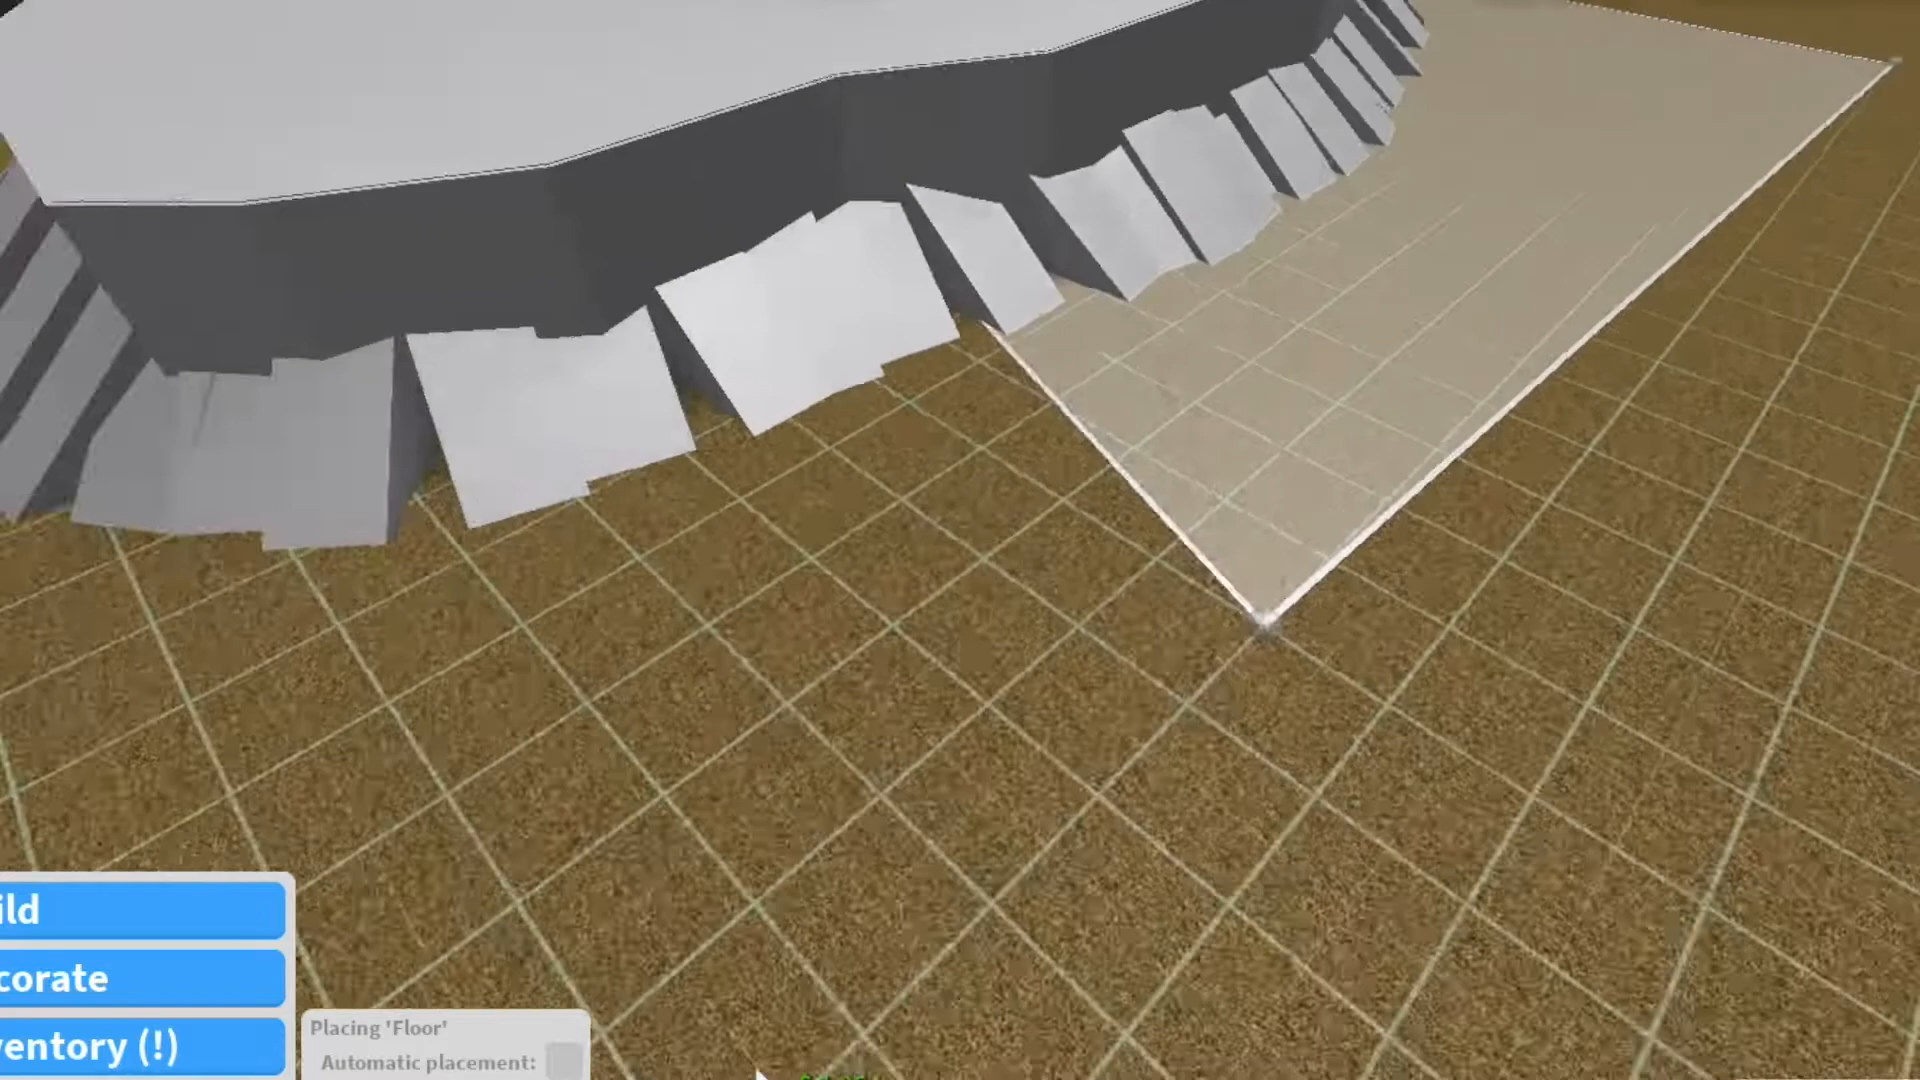 ild
corate
ventory (!)
Placing 'Floor'
Automatic placement: